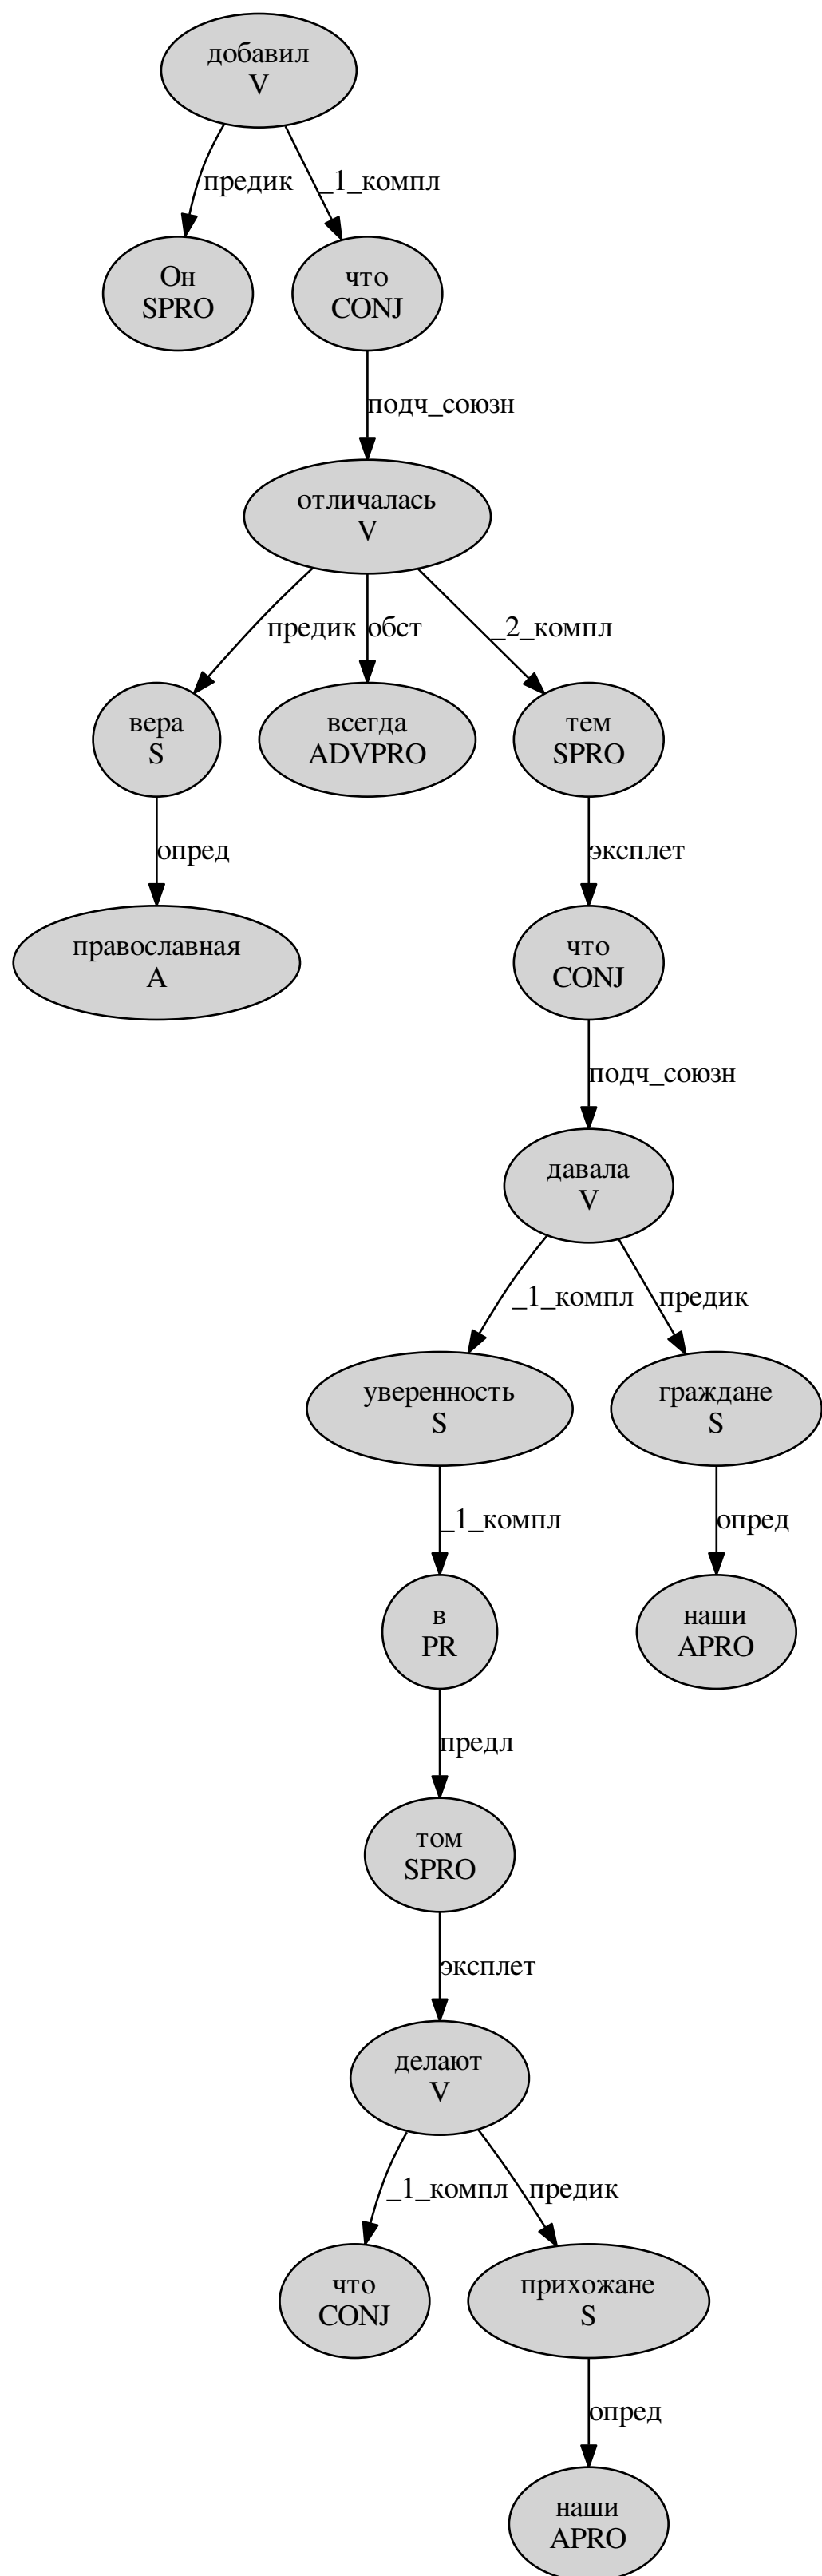 добавил
V
предик
_1_компл
Он
SPRO
что
CONJ
подч_союзн
отличалась
V
предик
обст
_2_компл
вера
S
всегда
ADVPRO
тем
SPRO
опред
эксплет
православная
A
что
CONJ
подч_союзн
давала
V
_1_компл
предик
уверенность
S
граждане
S
_1_компл
опред
в
PR
наши
APRO
предл
том
SPRO
эксплет
делают
V
_1_компл
предик
что
CONJ
прихожане
S
опред
наши
APRO